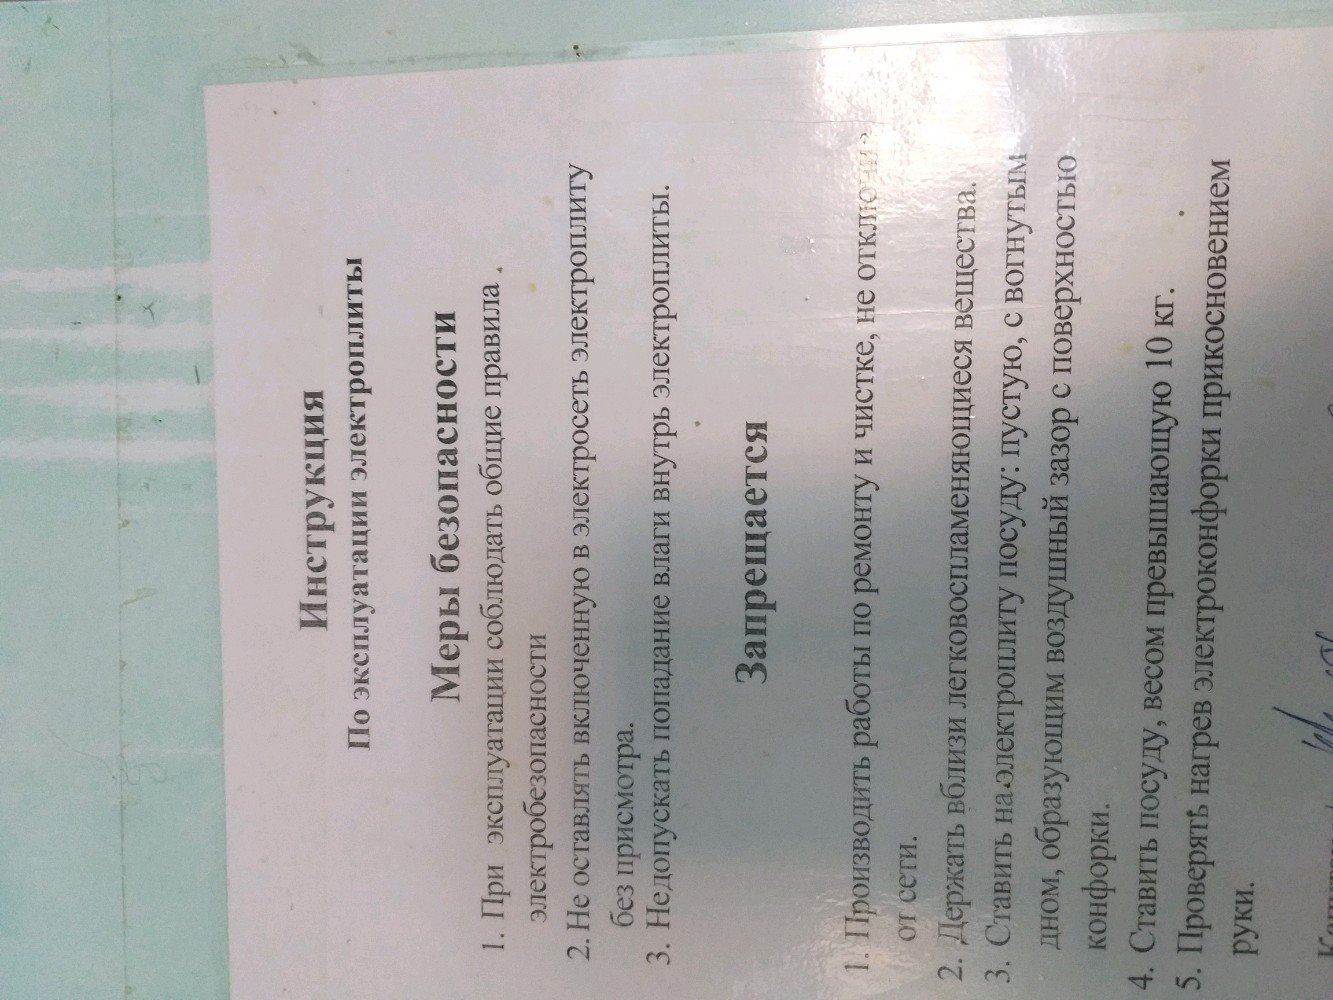 Инструкция
По эксплуатации электроплиты
Меры безопасности
1. При эксплуатации соблюдать общие правила
электробезопасности
2. Не оставлять включенную в электросеть электроплиту
без присмотра.
3. Недопускать попадание влаги внутрь электроплиты.
Запрещается
1. Производить работы по ремонту и чистке, не
от сети.
2. Держать вблизи легковоспламеняющиеся вещества.
3. Ставить на электроплиту посуду: пустую, с вогнутым
дном, образующим воздушный зазор с поверхностью
конфорки.
4. Ставить посуду, весом превышающую 10 кг.
5. Проверять нагрев электроконфорки прикосновением
руки.